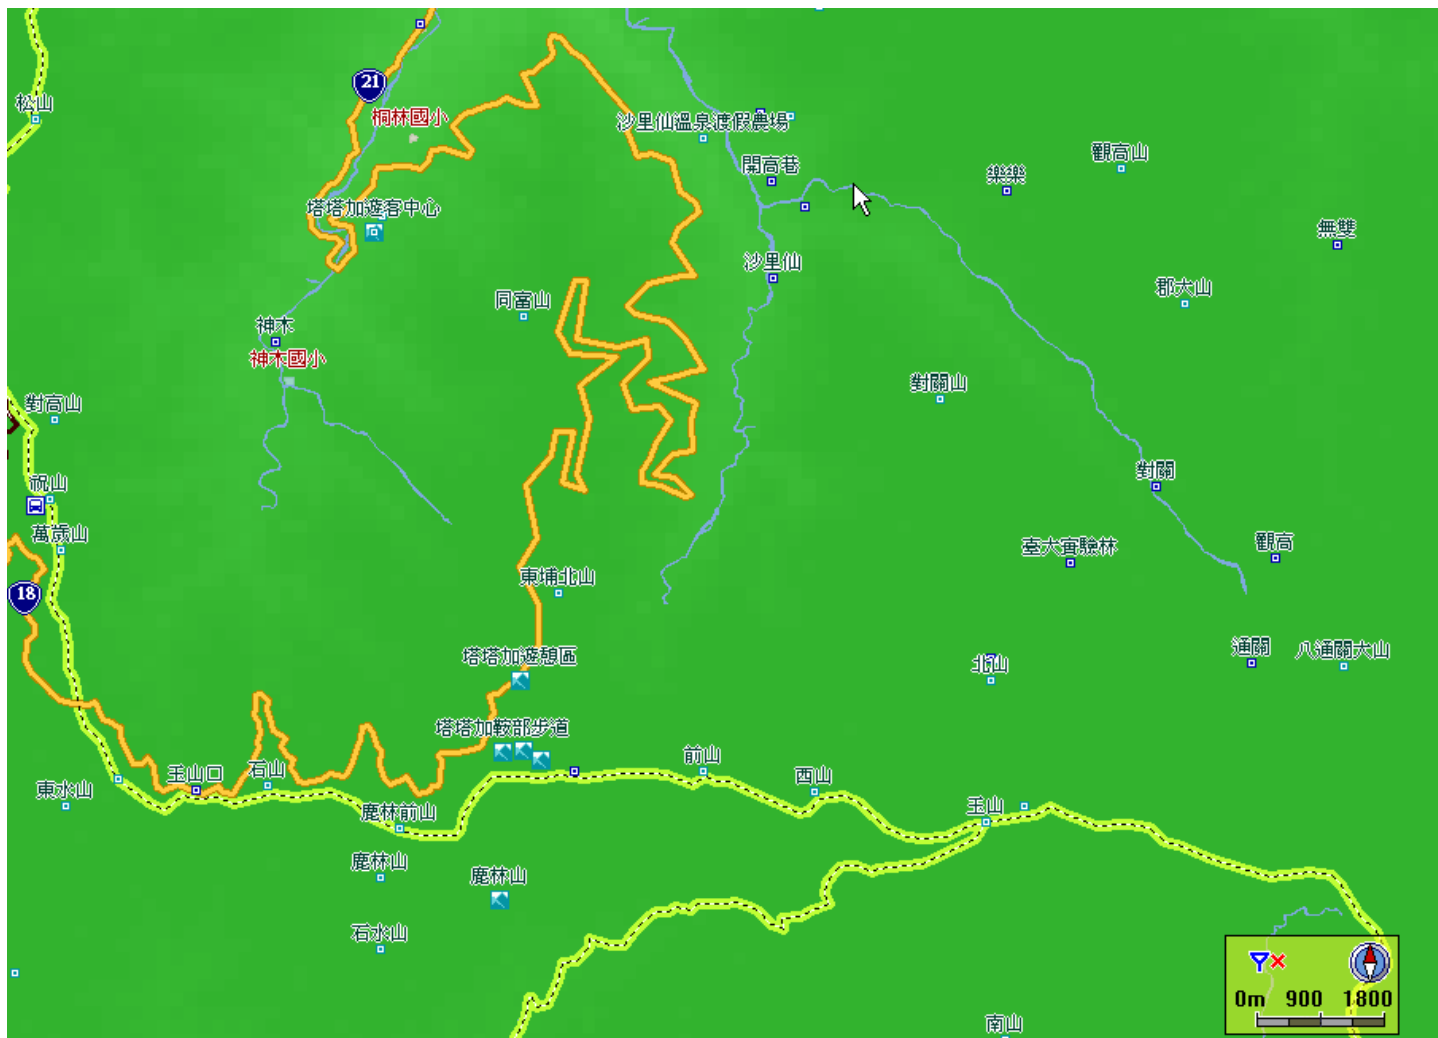 21
松山
桐林國小
沙里仙溫泉渡假農場
開高巷
觀高山
樂樂
塔塔加遊客中心
無雙
沙里仙
郡大山
同富山
神木
神木國小
對關山
對高山
對關
祝山
萬歲山
臺大實驗林
觀高
東埔北山
18
通關
八通關大山
塔塔加遊憩區
北山
塔塔加鞍部步道
前山
石山
玉山口
西山
東水山
玉山
鹿林前山
鹿林山
鹿林山
石水山
0m 900 1800
南山